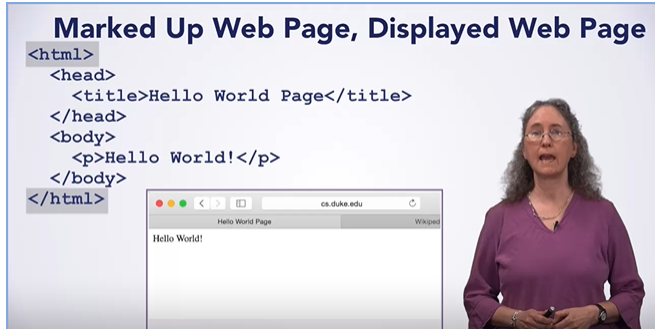 Marked Up Web Page, Displayed Web Page
<html>
<head>
<title>Hello World Page</title>
</head>
<body>
<p>Hello World!</p>
</body>
</html>
cs.duke.edu
Hello World Page Wikiped
Hello World!